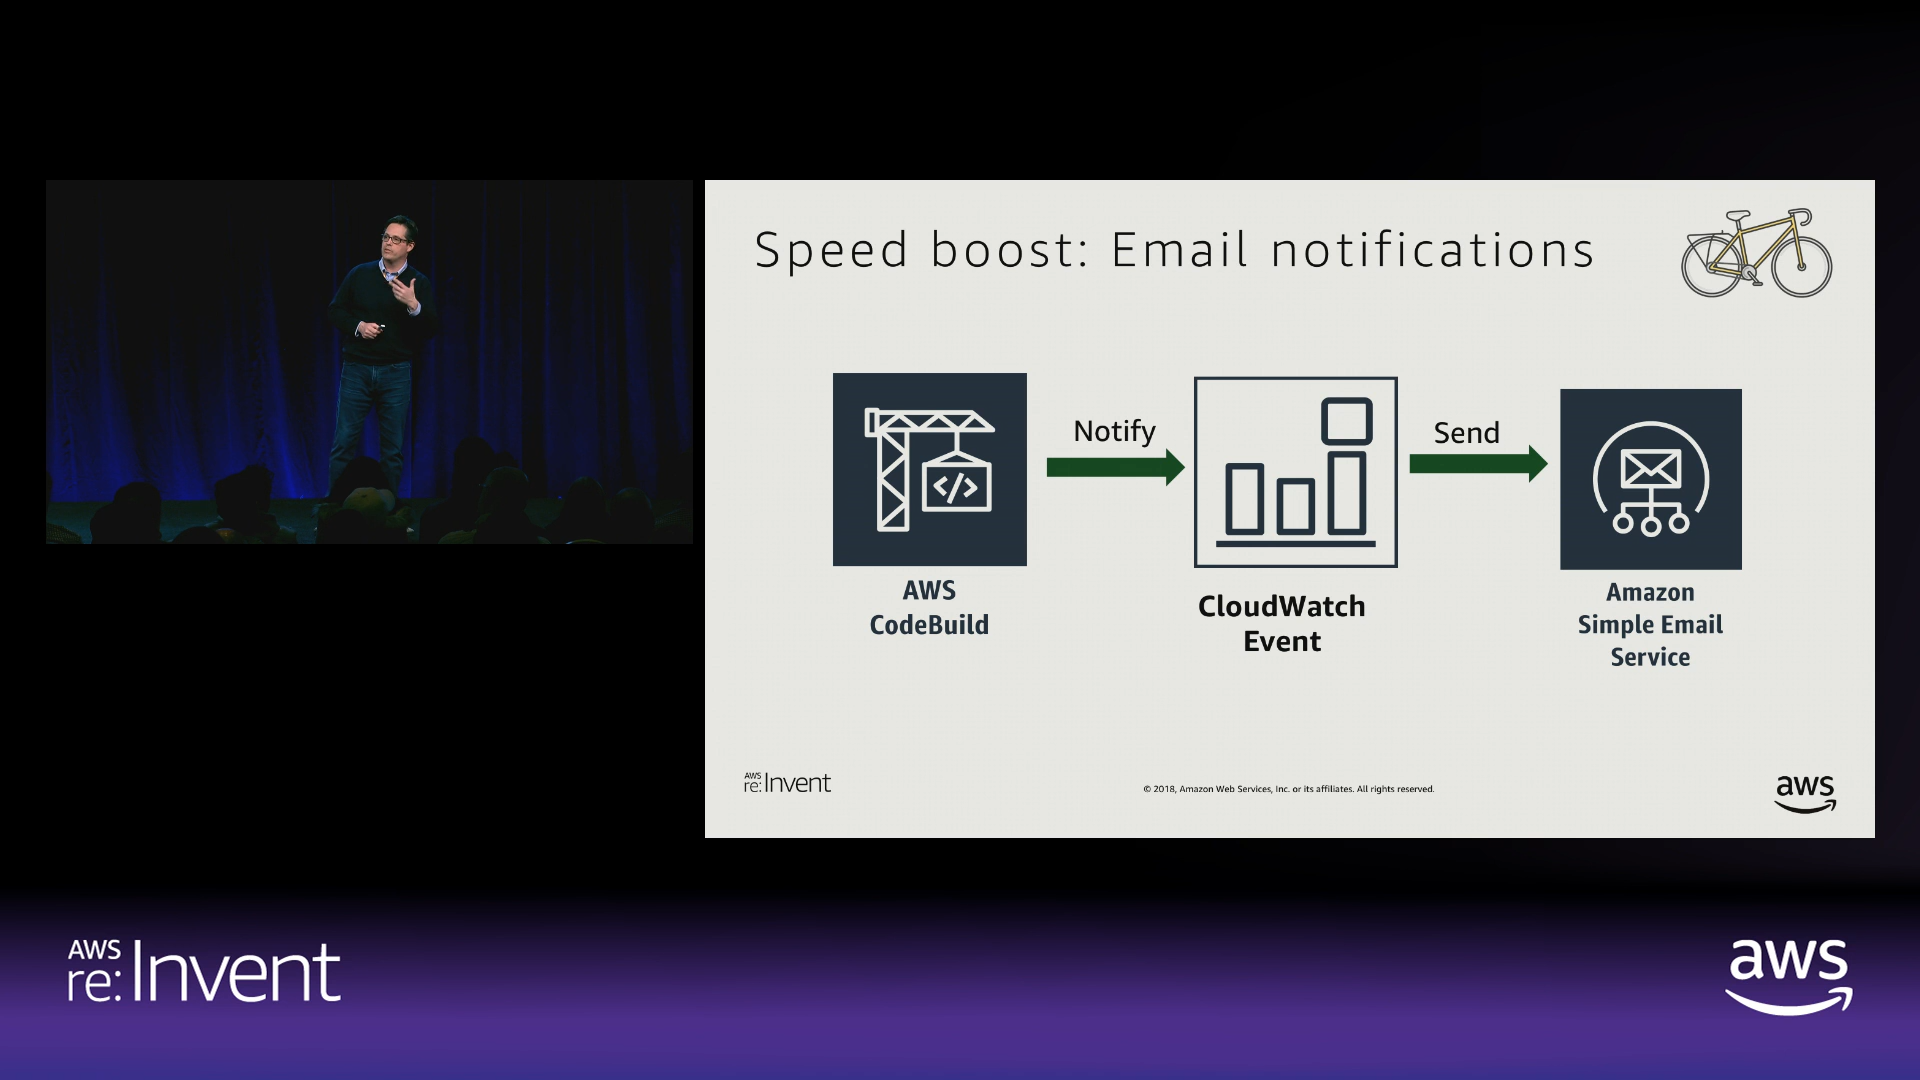 Speed boost: Email notifications
Notify
Send
</>
AWS
CodeBuild
CloudWatch
Event
Amazon
Simple Email
Service
AWS
re:Invent
© 2018, Amazon Web Services, Inc. or its affiliates. All rights reserved.
aws
AWS
re:Invent
aws